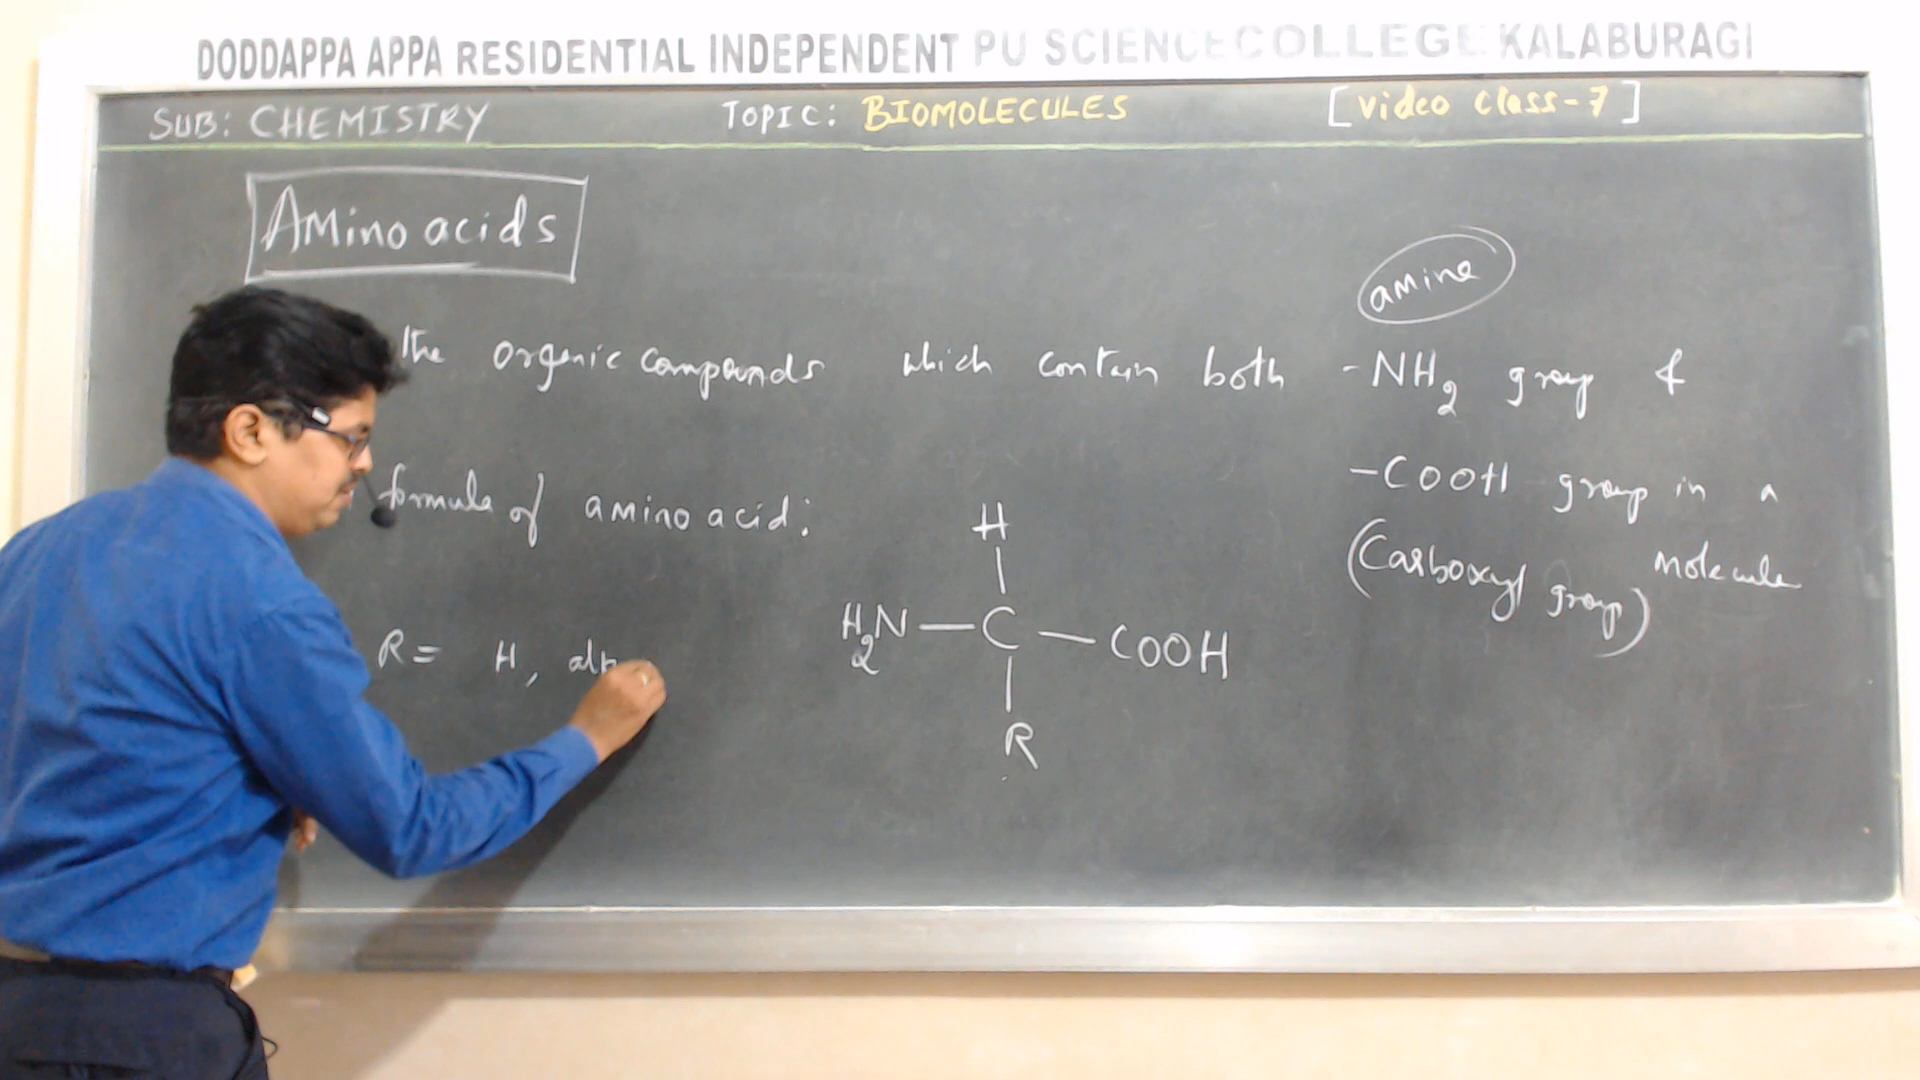 DODDAPPA APPA RESIDENTIAL INDEPENDENT PU SCIENCE COLLEGE KALABURAGI
SUB: CHEMISTRY TOPIC: BIOMOLECULES [Video Class-7]
Amino acids
amine
The organic compounds which contain both -NH2 group &
-COOH group in a
molecule
(Carboxyl group)
formula of amino acid:
H
H2N - C - COOH
R
R = H, alk